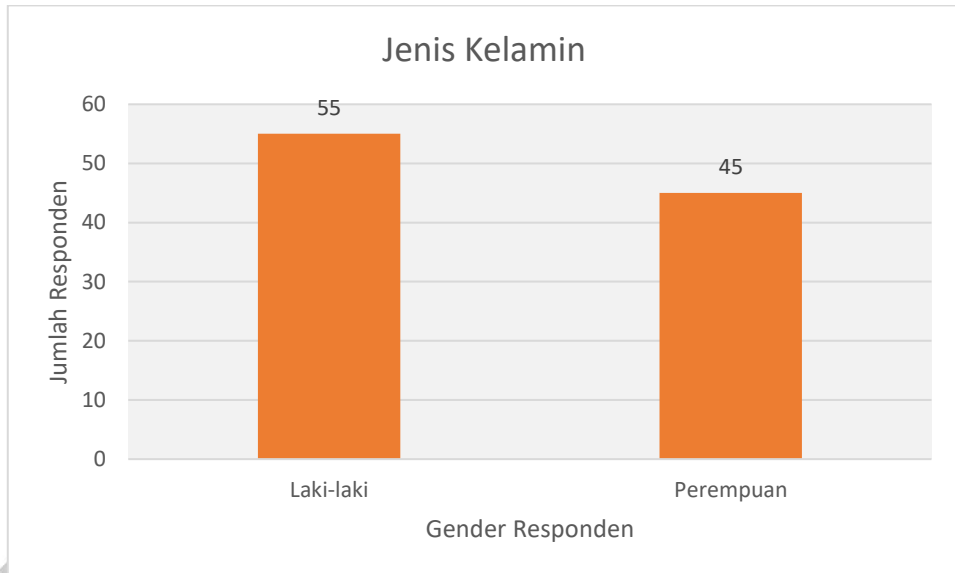 Jenis Kelamin
60
55
50
45
40
30
20
10
0
Jumlah Responden
Laki-laki
Perempuan
Gender Responden